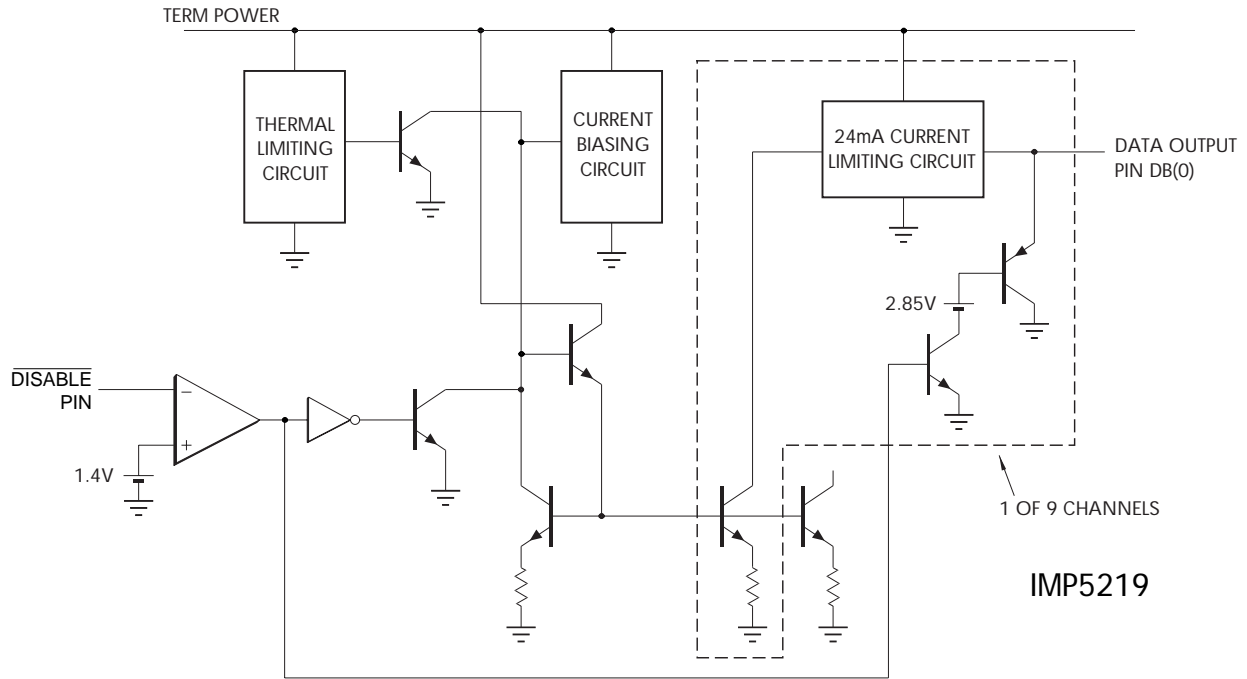 TERM POWER
THERMAL
LIMITING
CIRCUIT
CURRENT
BIASING
CIRCUIT
24mA CURRENT
LIMITING CIRCUIT
DATA OUTPUT
PIN DB(0)
2.85V
DISABLE
PIN
−
+
1.4V
1 OF 9 CHANNELS
IMP5219